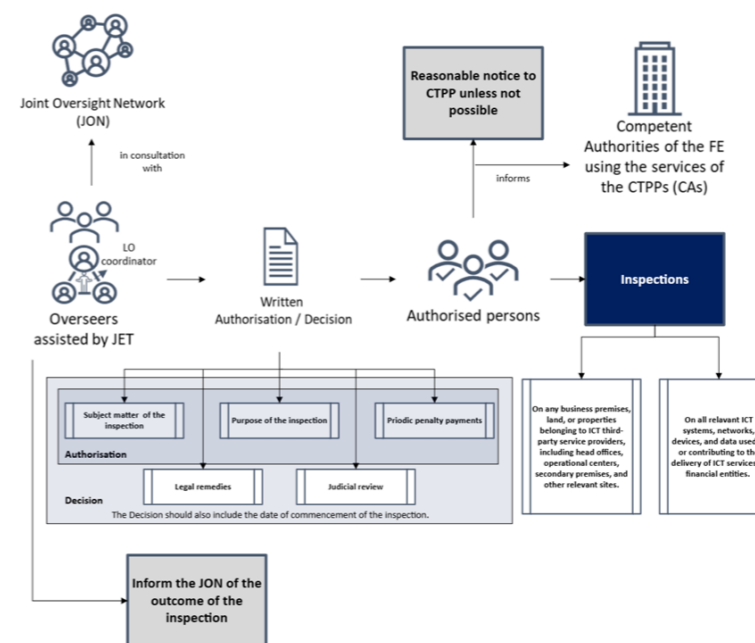 Joint Oversight Network
(JON)
in consultation
with
LO
coordinator
Overseers
assisted by JET
Written
Authorisation / Decision
Authorised persons
Reasonable notice to
CTPP unless not
possible
informs
Competent
Authorities of the FE
using the services of
the CTPPs (CAs)
Inspections
Subject matter of the
inspection
Purpose of the inspection
Priodic penalty payments
Authorisation
Legal remedies
Judicial review
Decision
The Decision should also include the date of commencement of the inspection.
On any business premises,
land, or properties
belonging to ICT third-
party service providers,
including head offices,
operational centers,
secondary premises, and
other relevant sites.
On all relevant ICT
systems, networks,
devices, and data used
or contributing to the
delivery of ICT services
financial entities.
Inform the JON of the
outcome of the
inspection